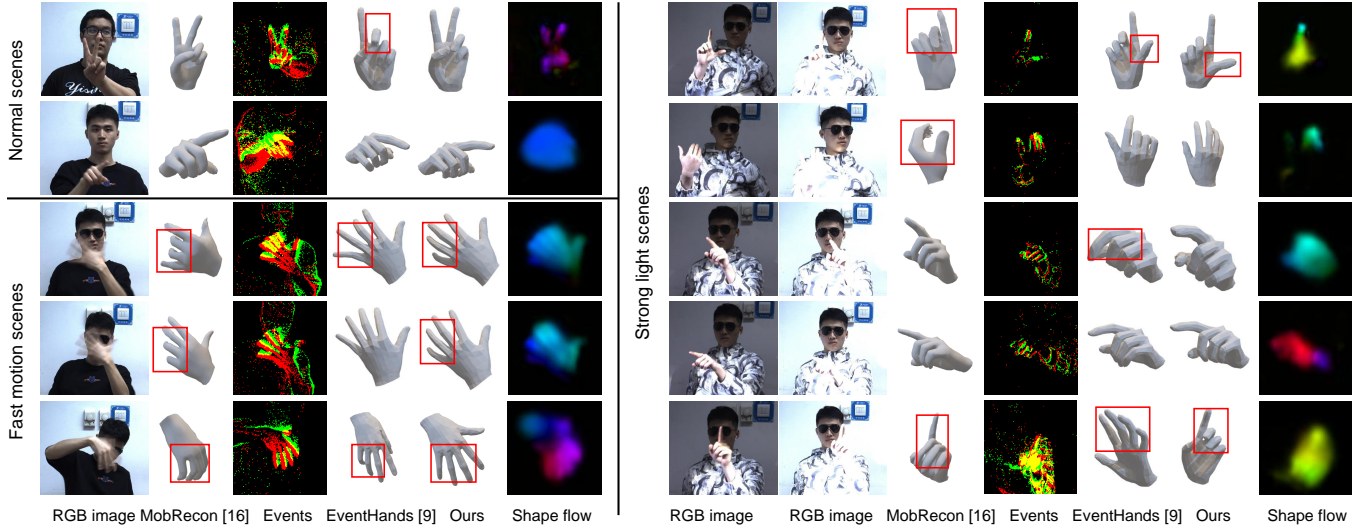 Normal scenes
Fast motion scenes
Yisin
RGB image MobRecon [16] Events EventHands [9] Ours Shape flow
Strong light scenes
RGB image RGB image MobRecon [16] Events EventHands [9] Ours Shape flow